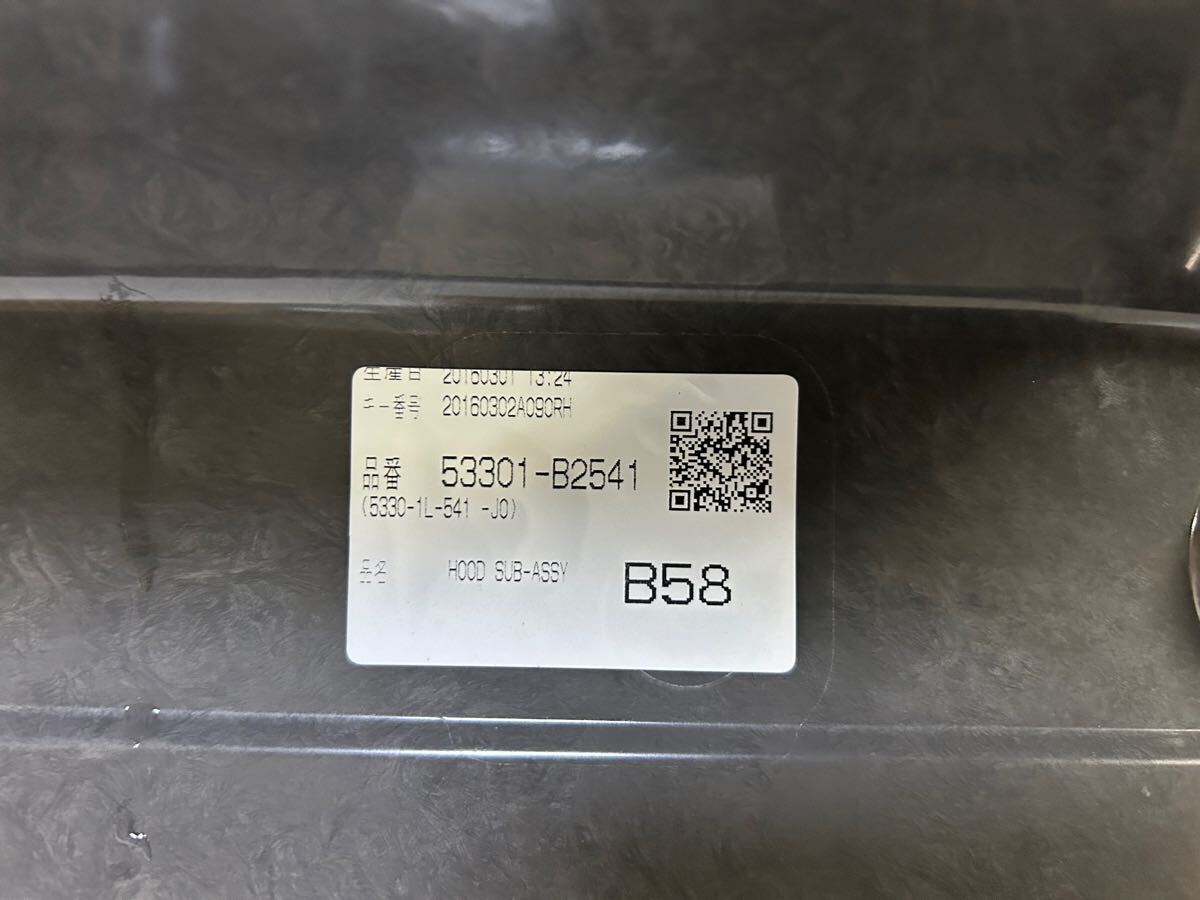 生産日 20160301 13:24
キー番号 20160302A090RH
品番 53301-B2541
(5330-1L-541 -J0)
品名 HOOD SUB-ASSY B58